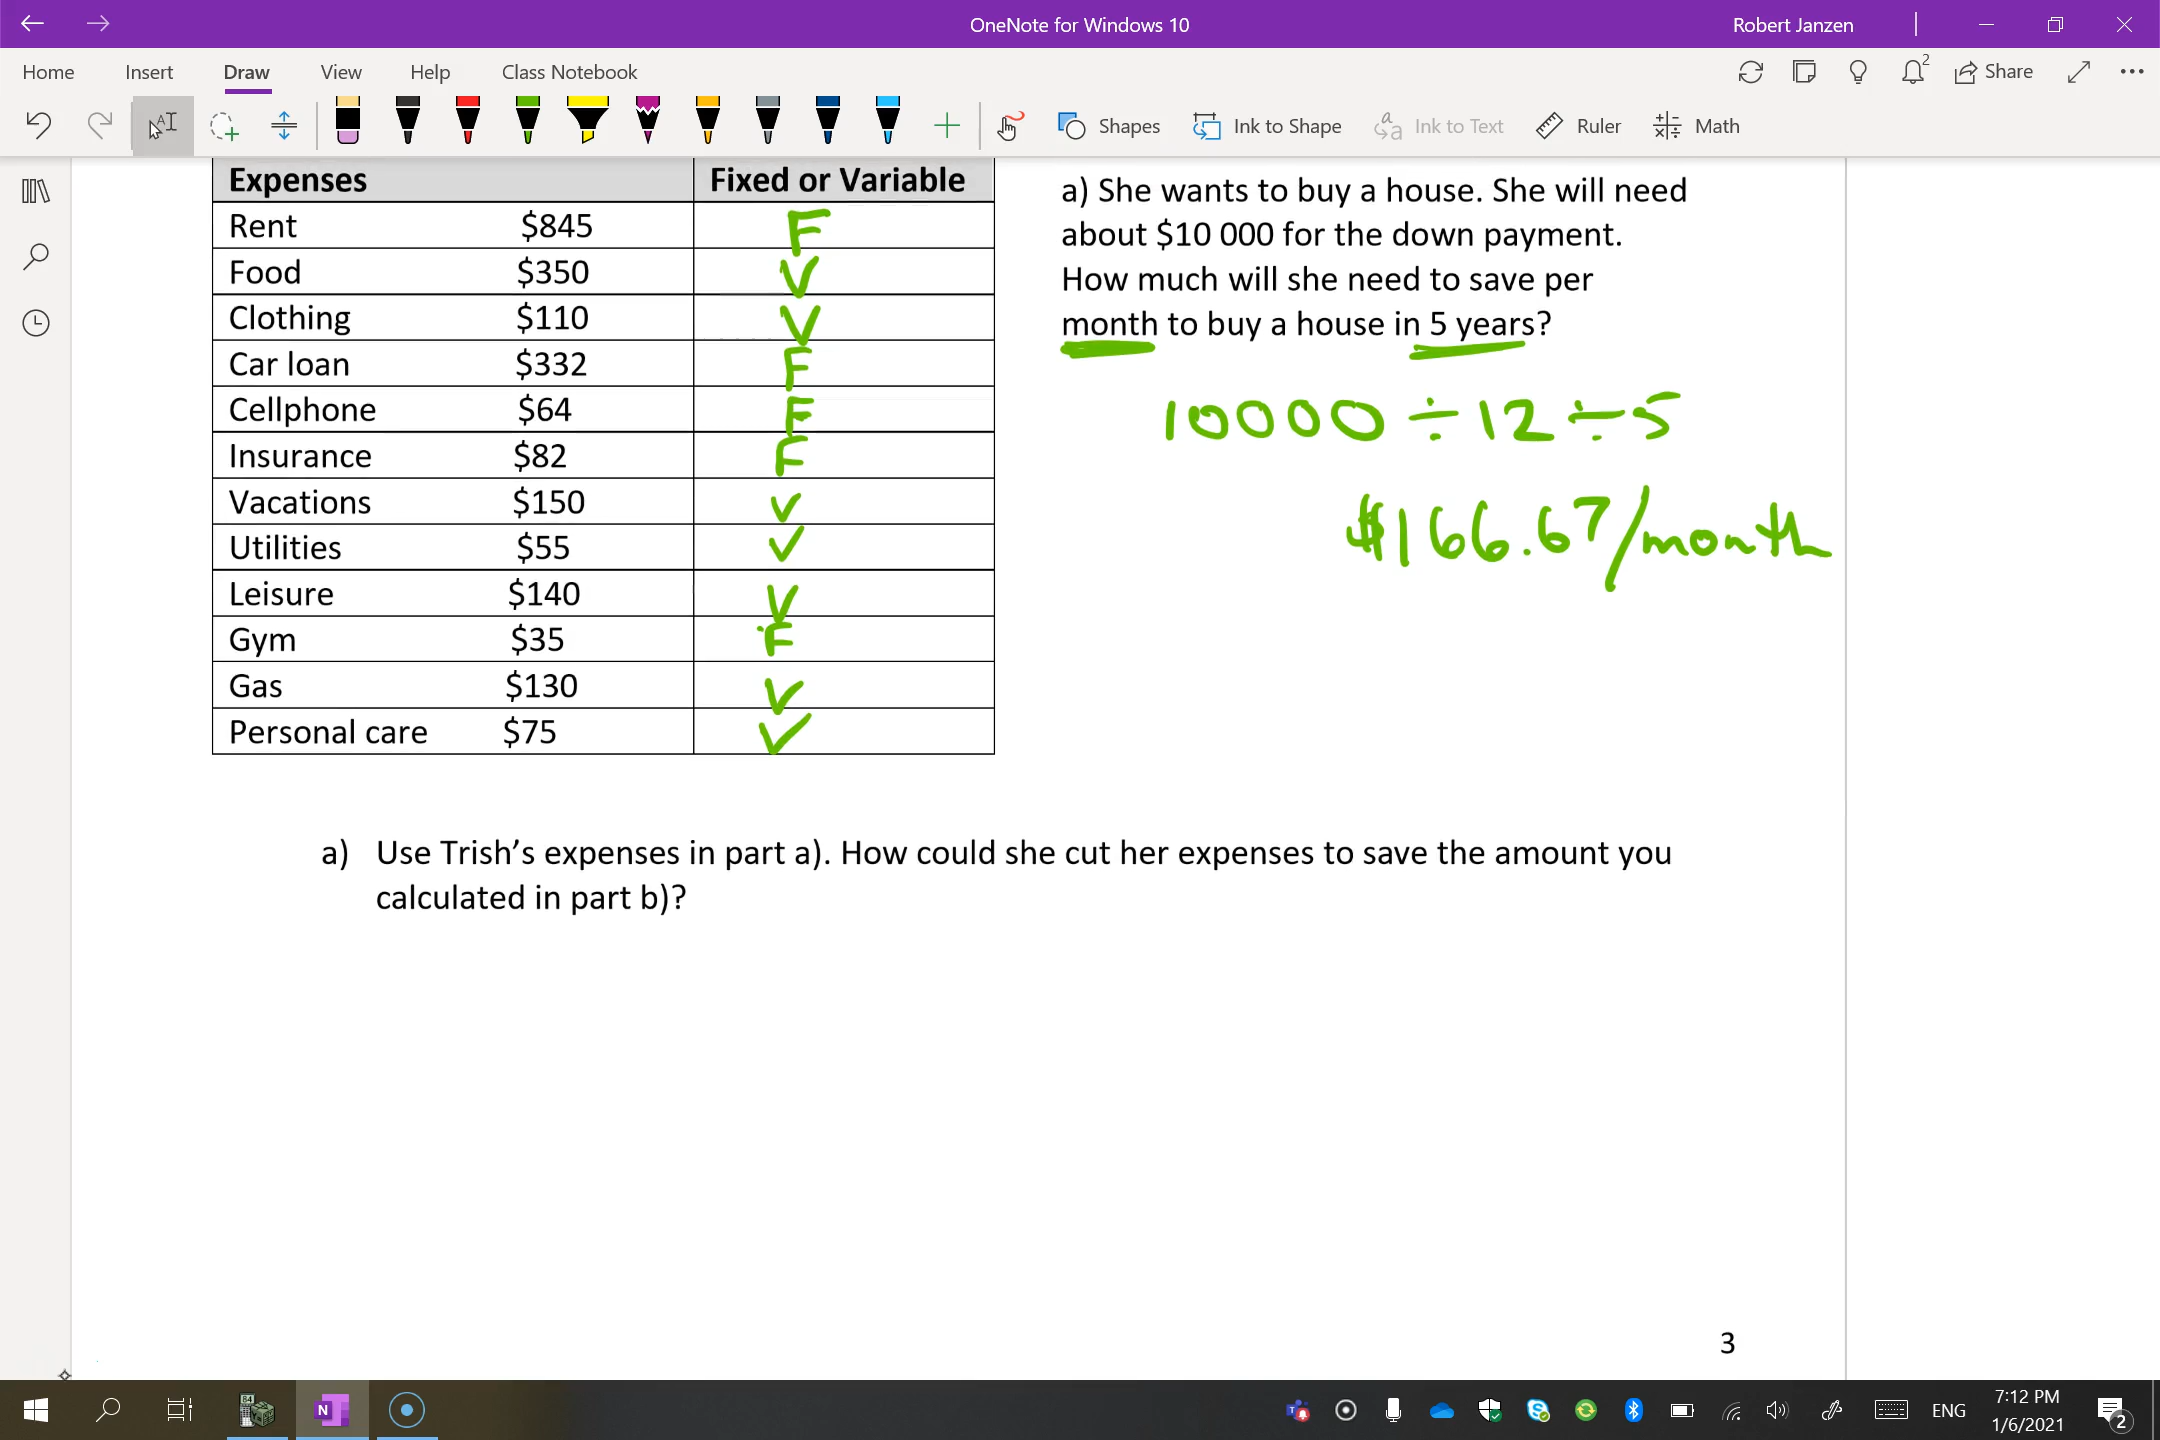 OneNote for Windows 10
Robert Janzen
Home Insert Draw View Help Class Notebook
2 Share
Shapes Ink to Shape Ink to Text Ruler Math
Expenses Fixed or Variable
Rent $845 F
Food $350 V
Clothing $110 V
Car loan $332 F
Cellphone $64 F
Insurance $82 F
Vacations $150 V
Utilities $55 V
Leisure $140 V
Gym $35 F
Gas $130 V
Personal care $75 V
a) She wants to buy a house. She will need
about $10 000 for the down payment.
How much will she need to save per
month to buy a house in 5 years?
10000 ÷ 12 ÷ 5
$166.67/month
a) Use Trish’s expenses in part a). How could she cut her expenses to save the amount you
calculated in part b)?
3
ENG
7:12 PM
1/6/2021
2